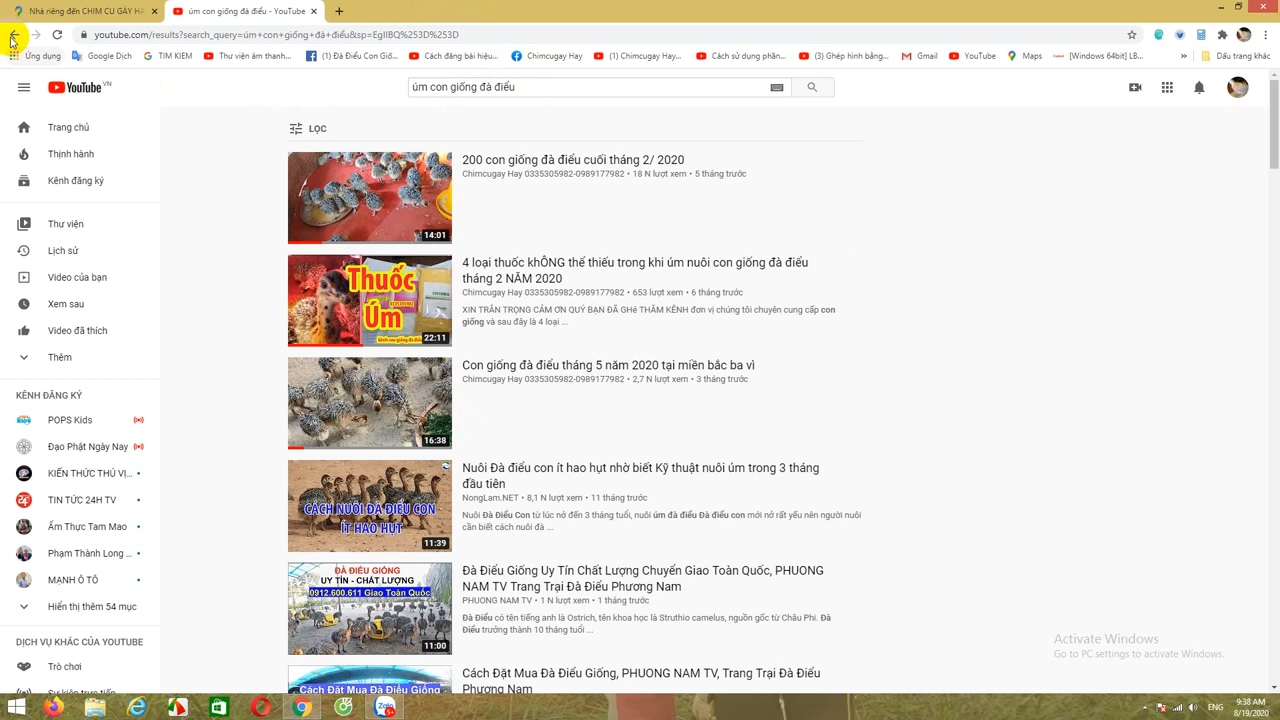 Nhà riêng đến CHIM CU GÁY HA
úm con giống đà điểu - YouTube
youtube.com/results?search_query=úm+con+giống+đà+điểu&sp=EgIIBQ%253D%253D
Ứng dụng
Google Dịch
TIM KIEM
Thư viện âm thanh...
(1) Đà Điểu Con Giố...
Cách đăng bài hiệu...
Chimcugay Hay...
(1) Chimcugay Hay...
Cách sử dụng phần...
(3) Ghép hình bằng...
Gmail
YouTube
Maps
[Windows 64bit] LB...
Dấu trang khác
YouTube VN
úm con giống đà điểu
Trang chủ
Thịnh hành
Kênh đăng ký
Thư viện
Lịch sử
Video của bạn
Xem sau
Video đã thích
Thêm
KÊNH ĐĂNG KÝ
POPS Kids
Đạo Phật Ngày Nay
KIẾN THỨC THÚ VỊ...
TIN TỨC 24H TV
Ẩm Thực Tam Mao
Phạm Thành Long ...
MẠNH Ô TÔ
Hiển thị thêm 54 mục
DỊCH VỤ KHÁC CỦA YOUTUBE
Trò chơi
Sự kiện trực tiếp
LỌC
14:01
200 con giống đà điểu cuối tháng 2/ 2020
Chimcugay Hay 0335305982-0989177982 • 18 N lượt xem • 5 tháng trước
Thuốc
Úm
22:11
4 loại thuốc khÔNG thể thiếu trong khi úm nuôi con giống đà điểu
tháng 2 NĂM 2020
Chimcugay Hay 0335305982-0989177982 • 653 lượt xem • 6 tháng trước
XIN TRÂN TRỌNG CẢM ƠN QUÝ BẠN ĐÃ GHé THĂM KÊNH đơn vị chúng tôi chuyên cung cấp con
giống và sau đây là 4 loại ...
16:38
Con giống đà điểu tháng 5 năm 2020 tại miền bắc ba vì
Chimcugay Hay 0335305982-0989177982 • 2,7 N lượt xem • 3 tháng trước
CÁCH NUÔI ĐÀ ĐIỂU CON
ÍT HAO HỤT
11:39
Nuôi Đà điểu con ít hao hụt nhờ biết Kỹ thuật nuôi úm trong 3 tháng
đầu tiên
NongLam.NET • 8,1 N lượt xem • 11 tháng trước
Nuôi Đà Điểu Con từ lúc nở đến 3 tháng tuổi, nuôi úm đà điểu Đà điểu con mới nở rất yếu nên người nuôi
cần biết cách nuôi đà ...
ĐÀ ĐIỂU GIỐNG
UY TÍN - CHẤT LƯỢNG
0912.600.611 Giao Toàn Quốc
11:00
Đà Điểu Giống Uy Tín Chất Lượng Chuyển Giao Toàn Quốc, PHUONG
NAM TV Trang Trại Đà Điểu Phương Nam
PHUONG NAM TV • 1 N lượt xem • 1 tháng trước
Đà Điểu có tên tiếng anh là Ostrich, tên khoa học là Struthio camelus, nguồn gốc từ Châu Phi. Đà
Điểu trưởng thành 10 tháng tuổi ...
Cách Đặt Mua Đà Điểu Giống
Cách Đặt Mua Đà Điểu Giống, PHUONG NAM TV, Trang Trại Đà Điểu
Phương Nam
Activate Windows
Go to PC settings to activate Windows.
Zalo
5+
ENG
9:38 AM
8/19/2020